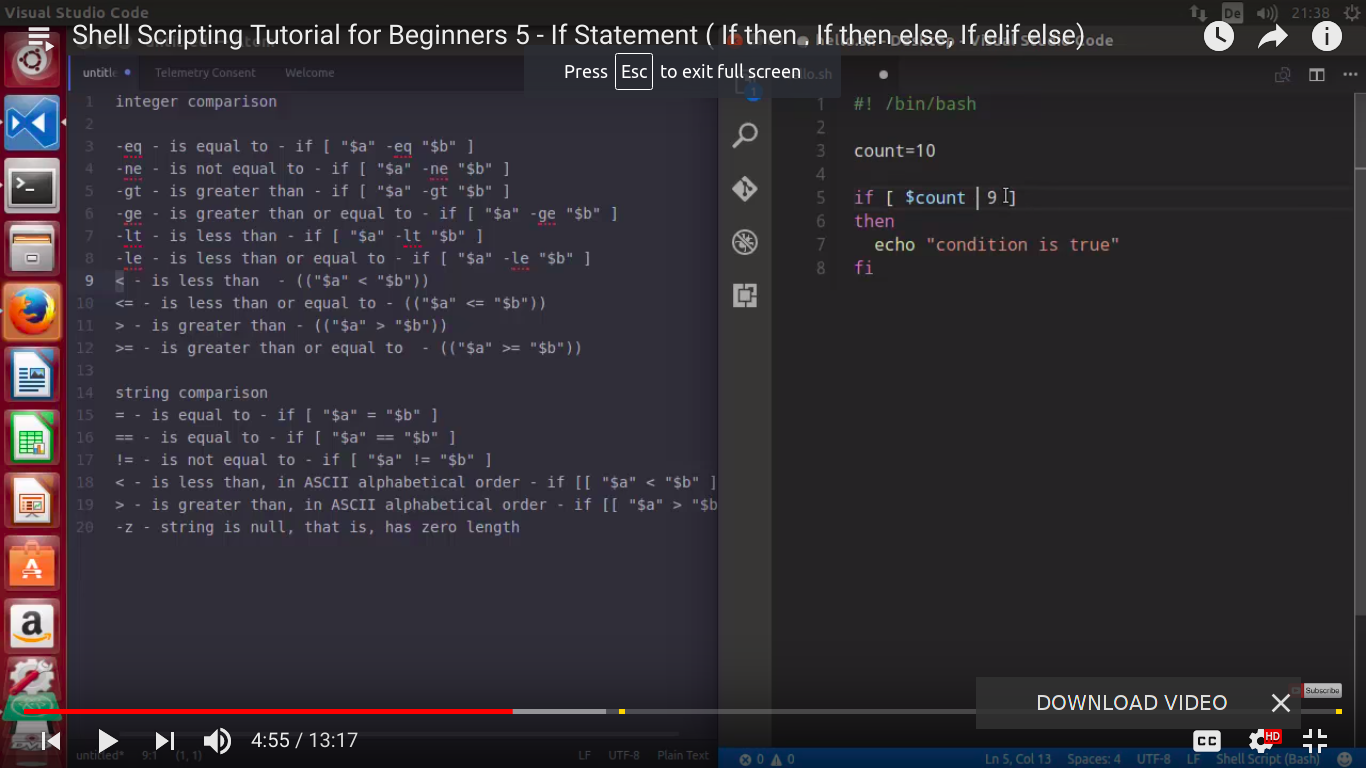 Visual Studio Code
De
21:38
Shell Scripting Tutorial for Beginners 5 - If Statement ( If then , If then else, If elif else)
Press Esc to exit full screen
untitle
Telemetry Consent
Welcome
1 integer comparison
2
3 -eq - is equal to - if [ "$a" -eq "$b" ]
4 -ne - is not equal to - if [ "$a" -ne "$b" ]
5 -gt - is greater than - if [ "$a" -gt "$b" ]
6 -ge - is greater than or equal to - if [ "$a" -ge "$b" ]
7 -lt - is less than - if [ "$a" -lt "$b" ]
8 -le - is less than or equal to - if [ "$a" -le "$b" ]
9 < - is less than  - (("$a" < "$b"))
10 <= - is less than or equal to - (("$a" <= "$b"))
11 > - is greater than - (("$a" > "$b"))
12 >= - is greater than or equal to  - (("$a" >= "$b"))
13
14 string comparison
15 = - is equal to - if [ "$a" = "$b" ]
16 == - is equal to - if [ "$a" == "$b" ]
17 != - is not equal to - if [ "$a" != "$b" ]
18 < - is less than, in ASCII alphabetical order - if [[ "$a" < "$b" ]
19 > - is greater than, in ASCII alphabetical order - if [[ "$a" > "$b
20 -z - string is null, that is, has zero length
1
1 #! /bin/bash
2
3 count=10
4
5 if [ $count  9 ]
6 then
7   echo "condition is true"
8 fi
Subscribe
DOWNLOAD VIDEO
4:55 / 13:17
CC
HD
untitled*
9:1
(1, 1)
LF
UTF-8
Plain Text
0
0
Ln 5, Col 13
Spaces: 4
UTF-8
LF
Shell Script (Bash)